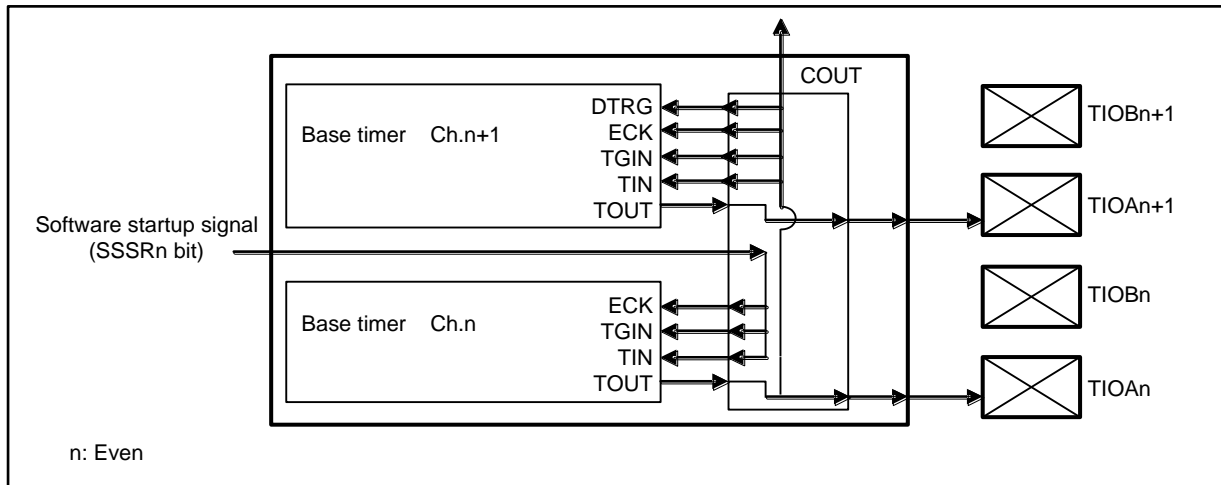 COUT
DTRG
ECK
Base timer Ch.n+1
TGIN
TIN
TOUT
Software startup signal
(SSSRn bit)
ECK
Base timer Ch.n
TGIN
TIN
TOUT
TIOBn+1
TIOAn+1
TIOBn
TIOAn
n: Even